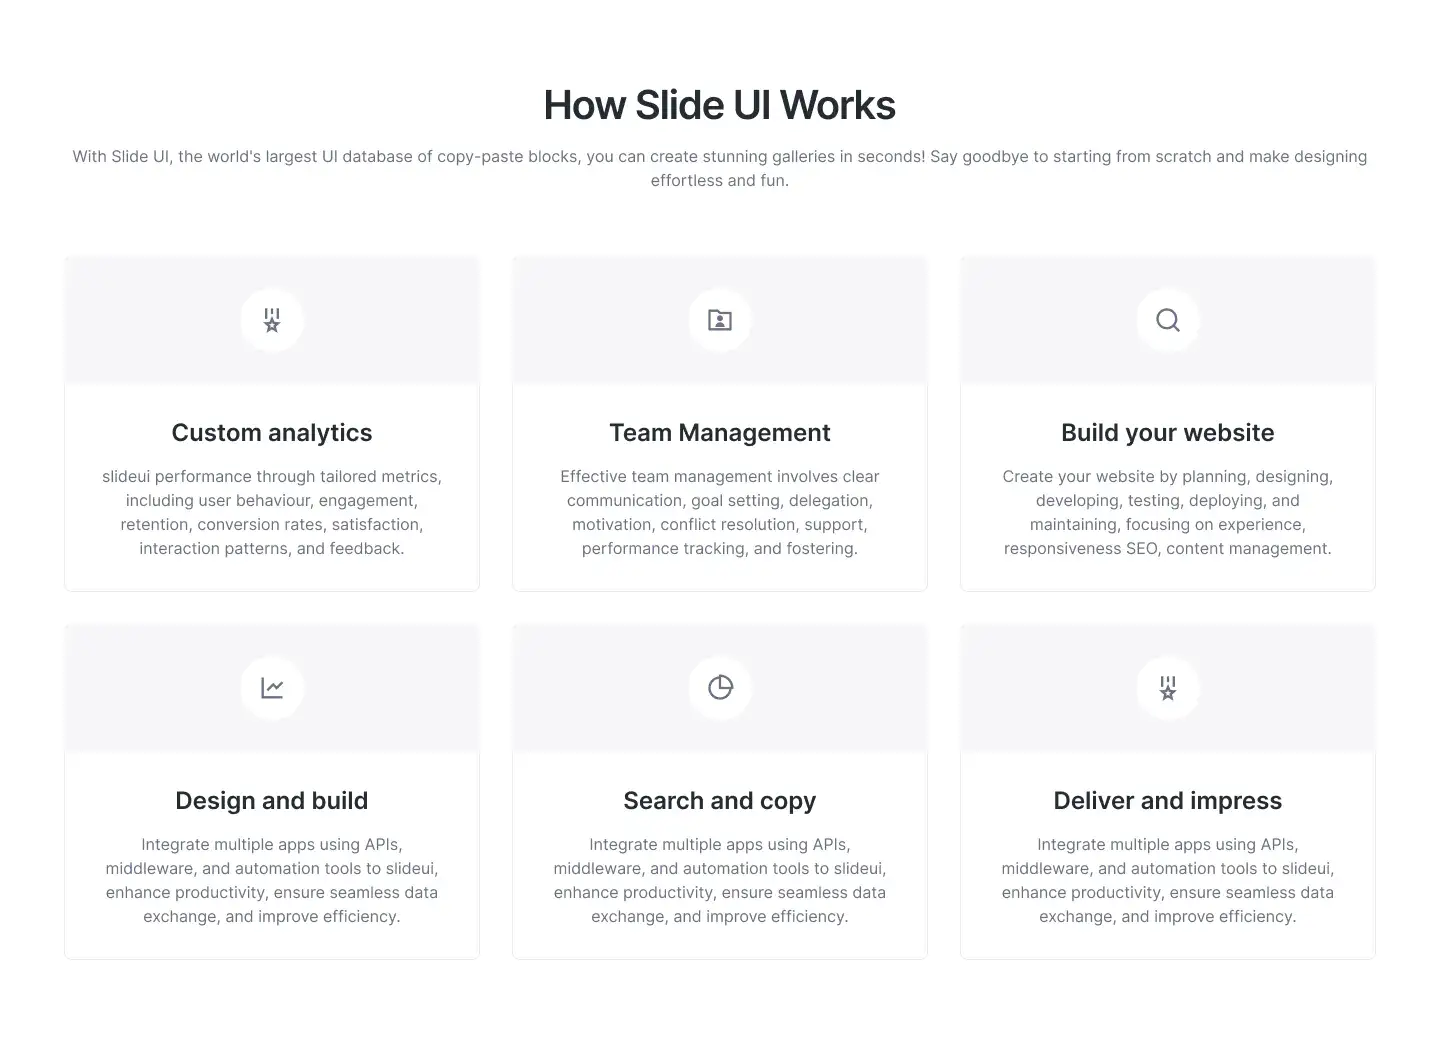 How Slide UI Works
With Slide UI, the world's largest UI database of copy-paste blocks, you can create stunning galleries in seconds! Say goodbye to starting from scratch and make designing
effortless and fun.
Custom analytics
slideui performance through tailored metrics,
including user behaviour, engagement,
retention, conversion rates, satisfaction,
interaction patterns, and feedback.
Team Management
Effective team management involves clear
communication, goal setting, delegation,
motivation, conflict resolution, support,
performance tracking, and fostering.
Build your website
Create your website by planning, designing,
developing, testing, deploying, and
maintaining, focusing on experience,
responsiveness SEO, content management.
Design and build
Integrate multiple apps using APIs,
middleware, and automation tools to slideui,
enhance productivity, ensure seamless data
exchange, and improve efficiency.
Search and copy
Integrate multiple apps using APIs,
middleware, and automation tools to slideui,
enhance productivity, ensure seamless data
exchange, and improve efficiency.
Deliver and impress
Integrate multiple apps using APIs,
middleware, and automation tools to slideui,
enhance productivity, ensure seamless data
exchange, and improve efficiency.